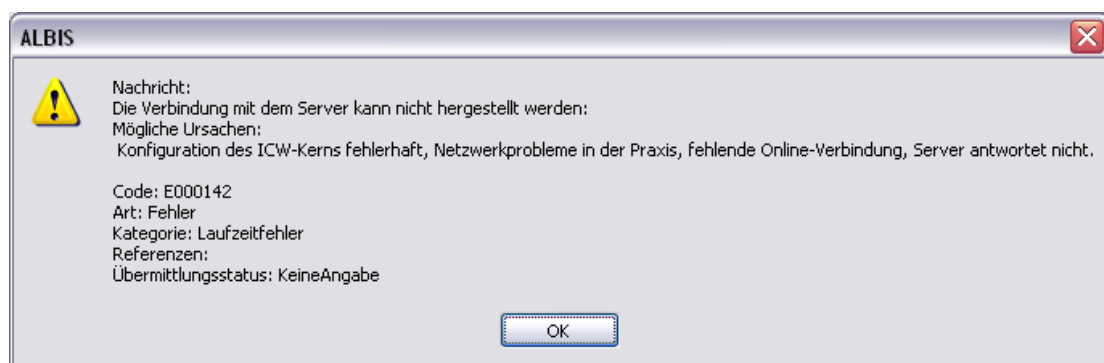 ALBIS
Nachricht:
Die Verbindung mit dem Server kann nicht hergestellt werden:
Mögliche Ursachen:
Konfiguration des ICW-Kerns fehlerhaft, Netzwerkprobleme in der Praxis, fehlende Online-Verbindung, Server antwortet nicht.
Code: E000142
Art: Fehler
Kategorie: Laufzeitfehler
Referenzen:
Übermittlungsstatus: KeineAngabe
OK